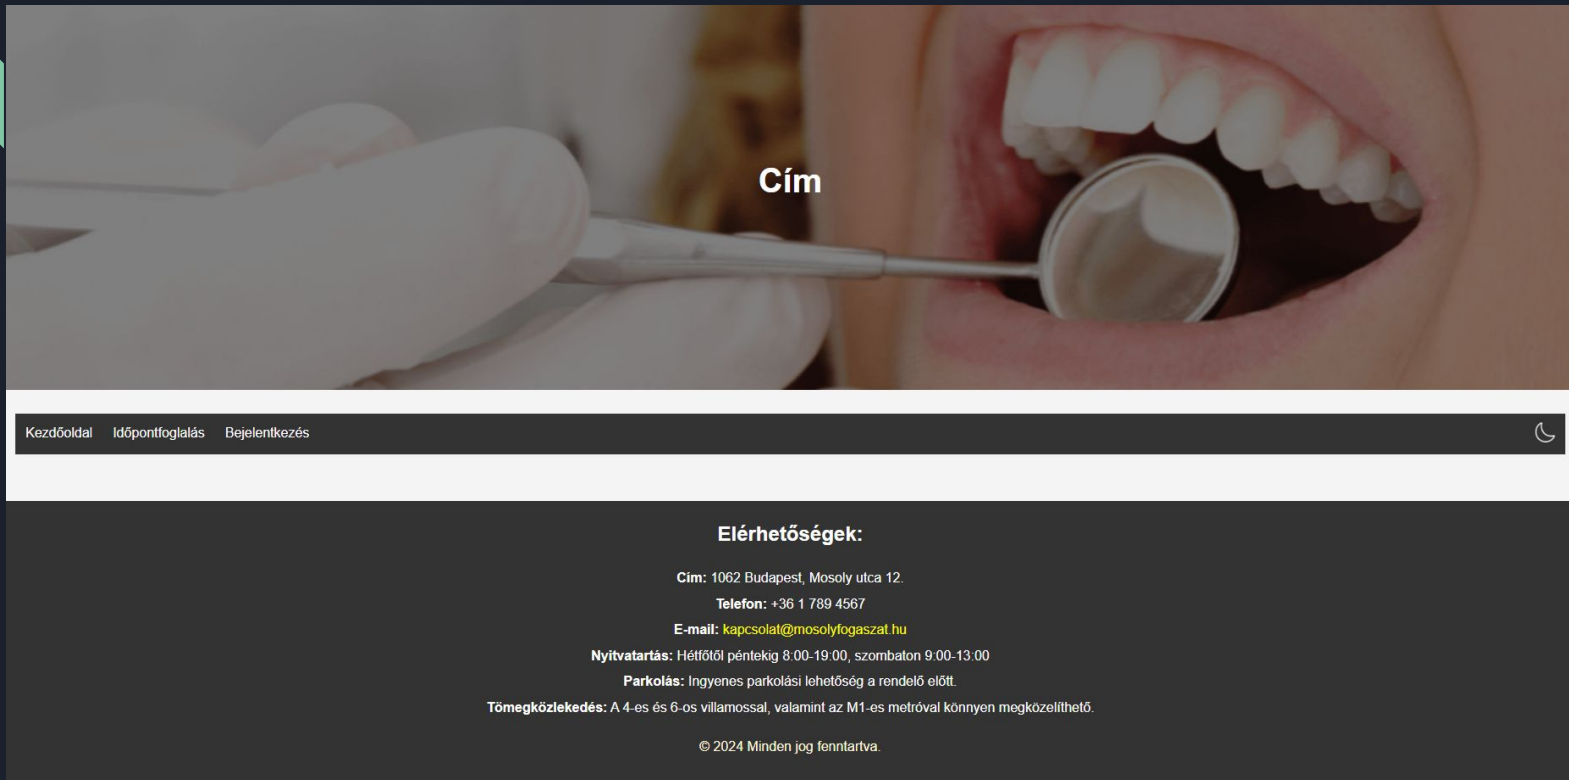 Cím
Kezdőoldal Időpontfoglalás Bejelentkezés
Elérhetőségek:
Cím: 1062 Budapest, Mosoly utca 12.
Telefon: +36 1 789 4567
E-mail: kapcsolat@mosolyfogaszat.hu
Nyitvatartás: Hétfőtől péntekig 8:00-19:00, szombaton 9:00-13:00
Parkolás: Ingyenes parkolási lehetőség a rendelő előtt.
Tömegközlekedés: A 4-es és 6-os villamossal, valamint az M1-es metróval könnyen megközelíthető.
© 2024 Minden jog fenntartva.